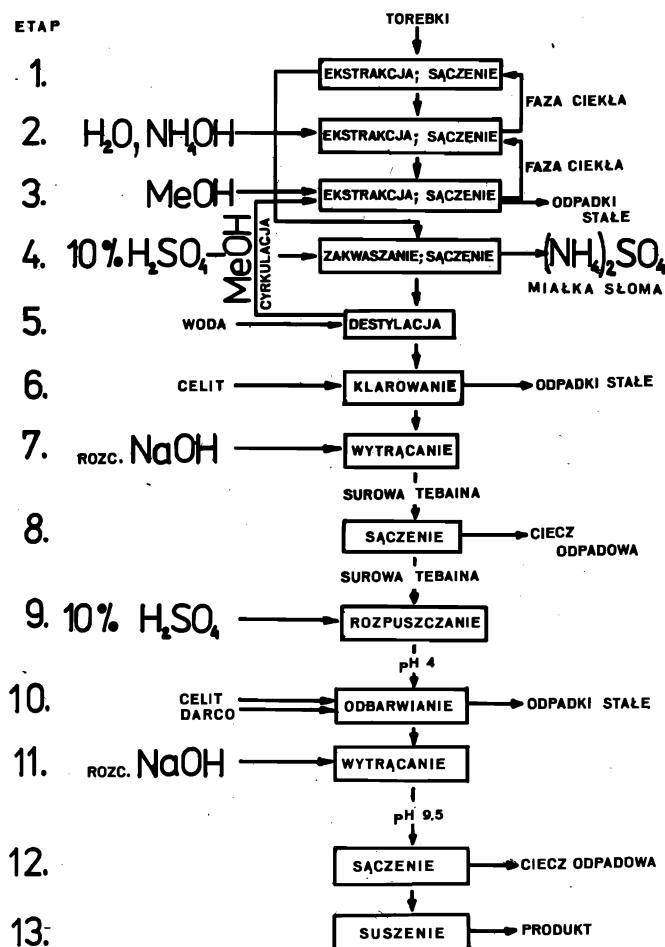 ETAP
TOREBKI
1.
EKSTRAKCJA; SĄCZENIE
FAZA CIEKŁA
2.
H₂O, NH₄OH
EKSTRAKCJA; SĄCZENIE
FAZA CIEKŁA
3.
MeOH
EKSTRAKCJA; SĄCZENIE
ODPADKI
STAŁE
4.
10% H₂SO₄
MeOH
CYRKULACJA
ZAKWASZANIE; SĄCZENIE
(NH₄)₂SO₄
MIAŁKA SŁOMA
5.
WODA
DESTYLACJA
6.
CELIT
KLAROWANIE
ODPADKI STAŁE
7.
ROZC. NaOH
WYTRĄCANIE
SUROWA TEBAINA
8.
SĄCZENIE
CIECZ
ODPADOWA
SUROWA TEBAINA
9.
10% H₂SO₄
ROZPUSZCZANIE
pH 4
10.
CELIT
DARCO
ODBARWIANIE
ODPADKI STAŁE
11.
ROZC. NaOH
WYTRĄCANIE
pH 9,5
12.
SĄCZENIE
CIECZ ODPADOWA
13.
SUSZENIE
PRODUKT